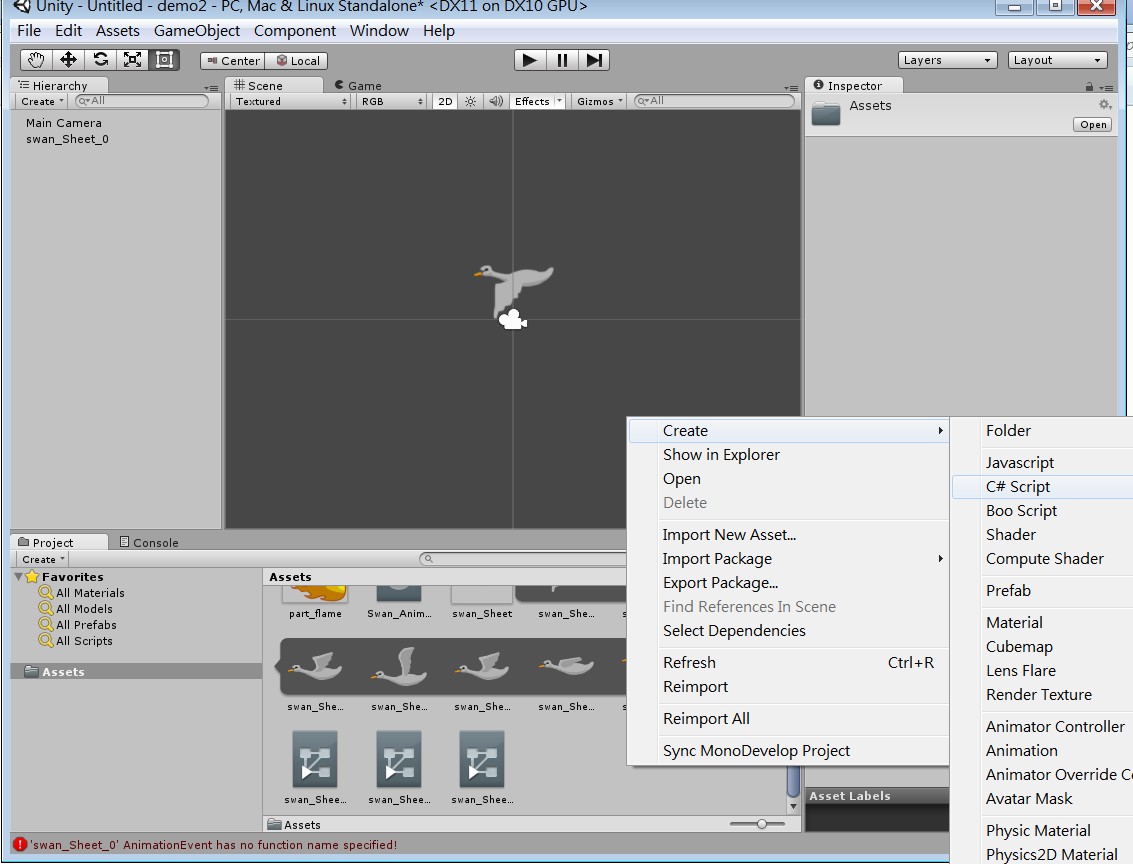 Unity - Untitled - demo2 - PC, Mac & Linux Standalone* <DX11 on DX10 GPU>
File Edit Assets GameObject Component Window Help
Center Local Layers Layout
Hierarchy
Create All
Main Camera
swan_Sheet_0
Scene Game
Textured RGB 2D Effects Gizmos All
Inspector
Assets
Open
Create
Show in Explorer
Open
Delete
Import New Asset...
Import Package
Export Package...
Find References In Scene
Select Dependencies
Refresh Ctrl+R
Reimport
Reimport All
Sync MonoDevelop Project
Folder
Javascript
C# Script
Boo Script
Shader
Compute Shader
Prefab
Material
Cubemap
Lens Flare
Render Texture
Animator Controller
Animation
Animator Override Co
Avatar Mask
Physic Material
Physics2D Material
Project Console
Create
Favorites
All Materials
All Models
All Prefabs
All Scripts
Assets
Assets
part_flame Swan_Anim... swan_Sheet swan_She...
swan_She... swan_She... swan_She... swan_She...
swan_Shee... swan_Shee... swan_Shee...
Assets
Asset Labels
'swan_Sheet_0' AnimationEvent has no function name specified!